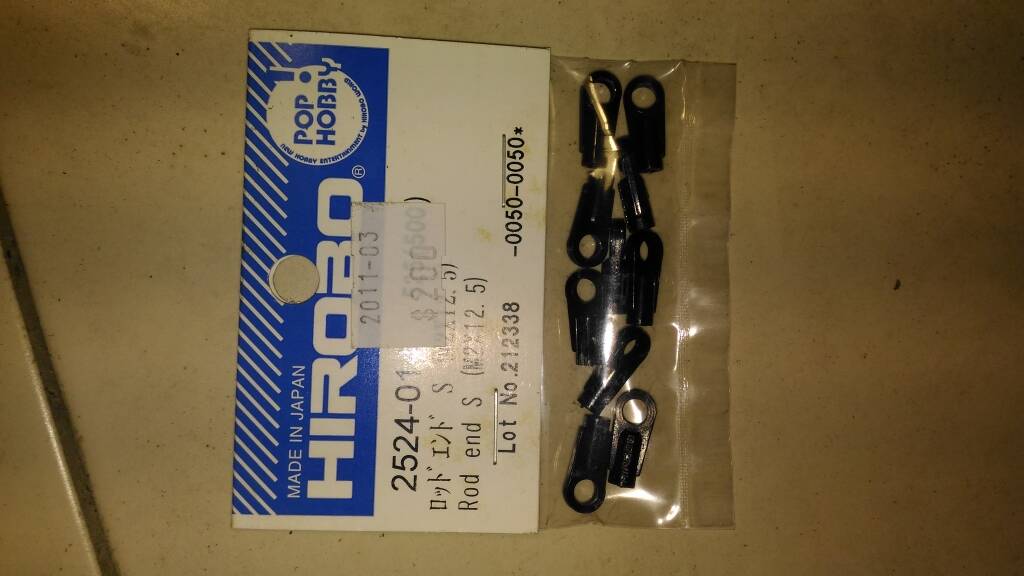 POP!
HOBBY
NEW HOBBY ENTERTAINMENT by HIROBO
MADE IN JAPAN
HIROBO®
2011-03
2524-01
ロッドエンド S
Rod end S (M2X12.5)
Lot No.212338 -0050-0050*